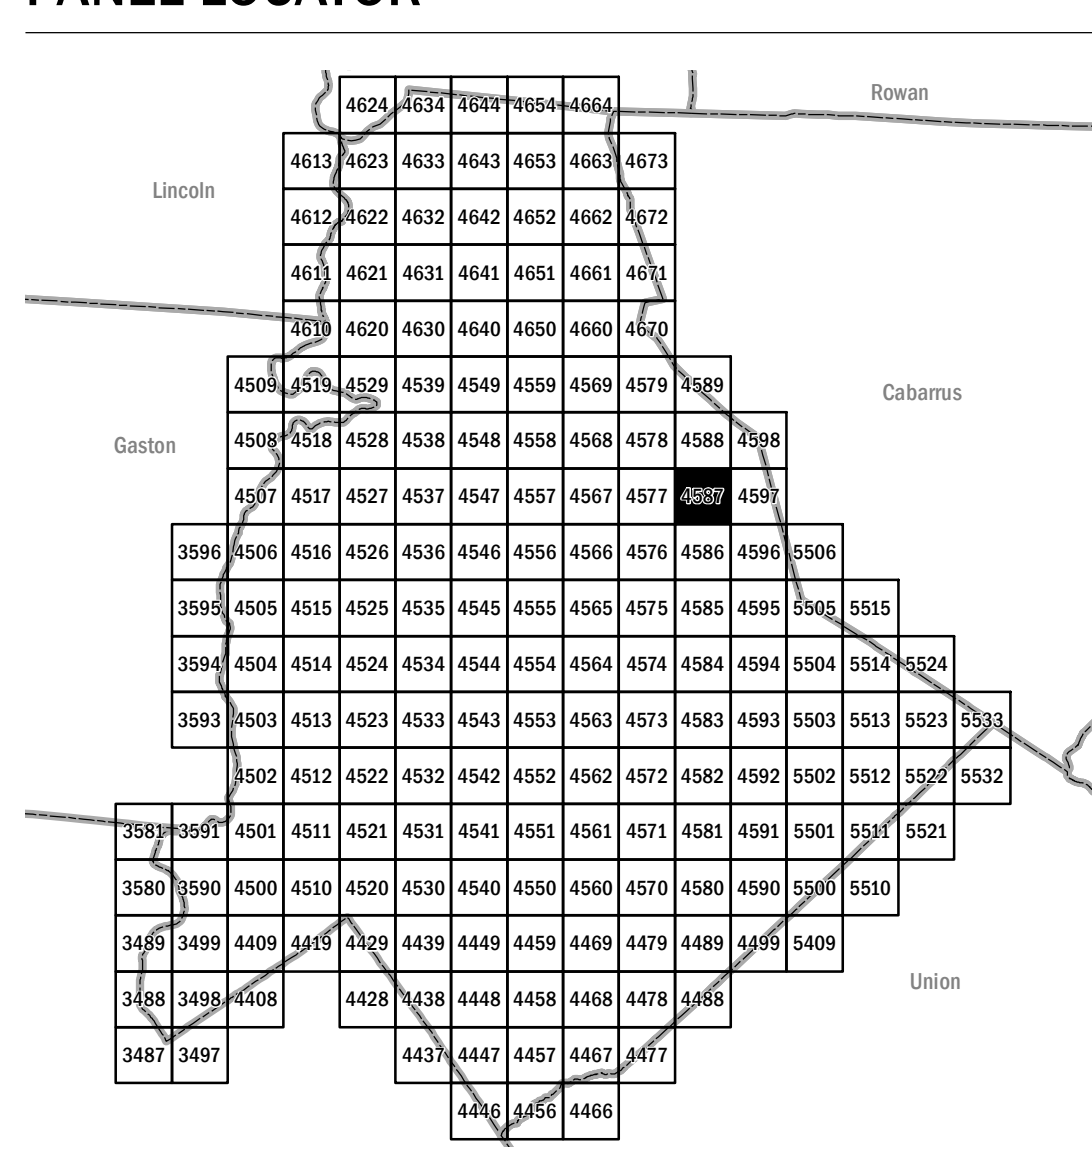 PANEL LOCATOR
Rowan
4624 4634 4644 4654 4664
4613 4623 4633 4643 4653 4663 4673
Lincoln
4612 4622 4632 4642 4652 4662 4672
4611 4621 4631 4641 4651 4661 4671
4610 4620 4630 4640 4650 4660 4670
4509 4519 4529 4539 4549 4559 4569 4579 4589
Cabarrus
Gaston
4508 4518 4528 4538 4548 4558 4568 4578 4588 4598
4507 4517 4527 4537 4547 4557 4567 4577 4587 4597
3596 4506 4516 4526 4536 4546 4556 4566 4576 4586 4596 5506
3595 4505 4515 4525 4535 4545 4555 4565 4575 4585 4595 5505 5515
3594 4504 4514 4524 4534 4544 4554 4564 4574 4584 4594 5504 5514 5524
3593 4503 4513 4523 4533 4543 4553 4563 4573 4583 4593 5503 5513 5523 5533
4502 4512 4522 4532 4542 4552 4562 4572 4582 4592 5502 5512 5522 5532
3581 3591 4501 4511 4521 4531 4541 4551 4561 4571 4581 4591 5501 5511 5521
3580 3590 4500 4510 4520 4530 4540 4550 4560 4570 4580 4590 5500 5510
3489 3499 4409 4419 4429 4439 4449 4459 4469 4479 4489 4499 5409
Union
3488 3498 4408 4428 4438 4448 4458 4468 4478 4488
3487 3497 4437 4447 4457 4467 4477
4446 4456 4466